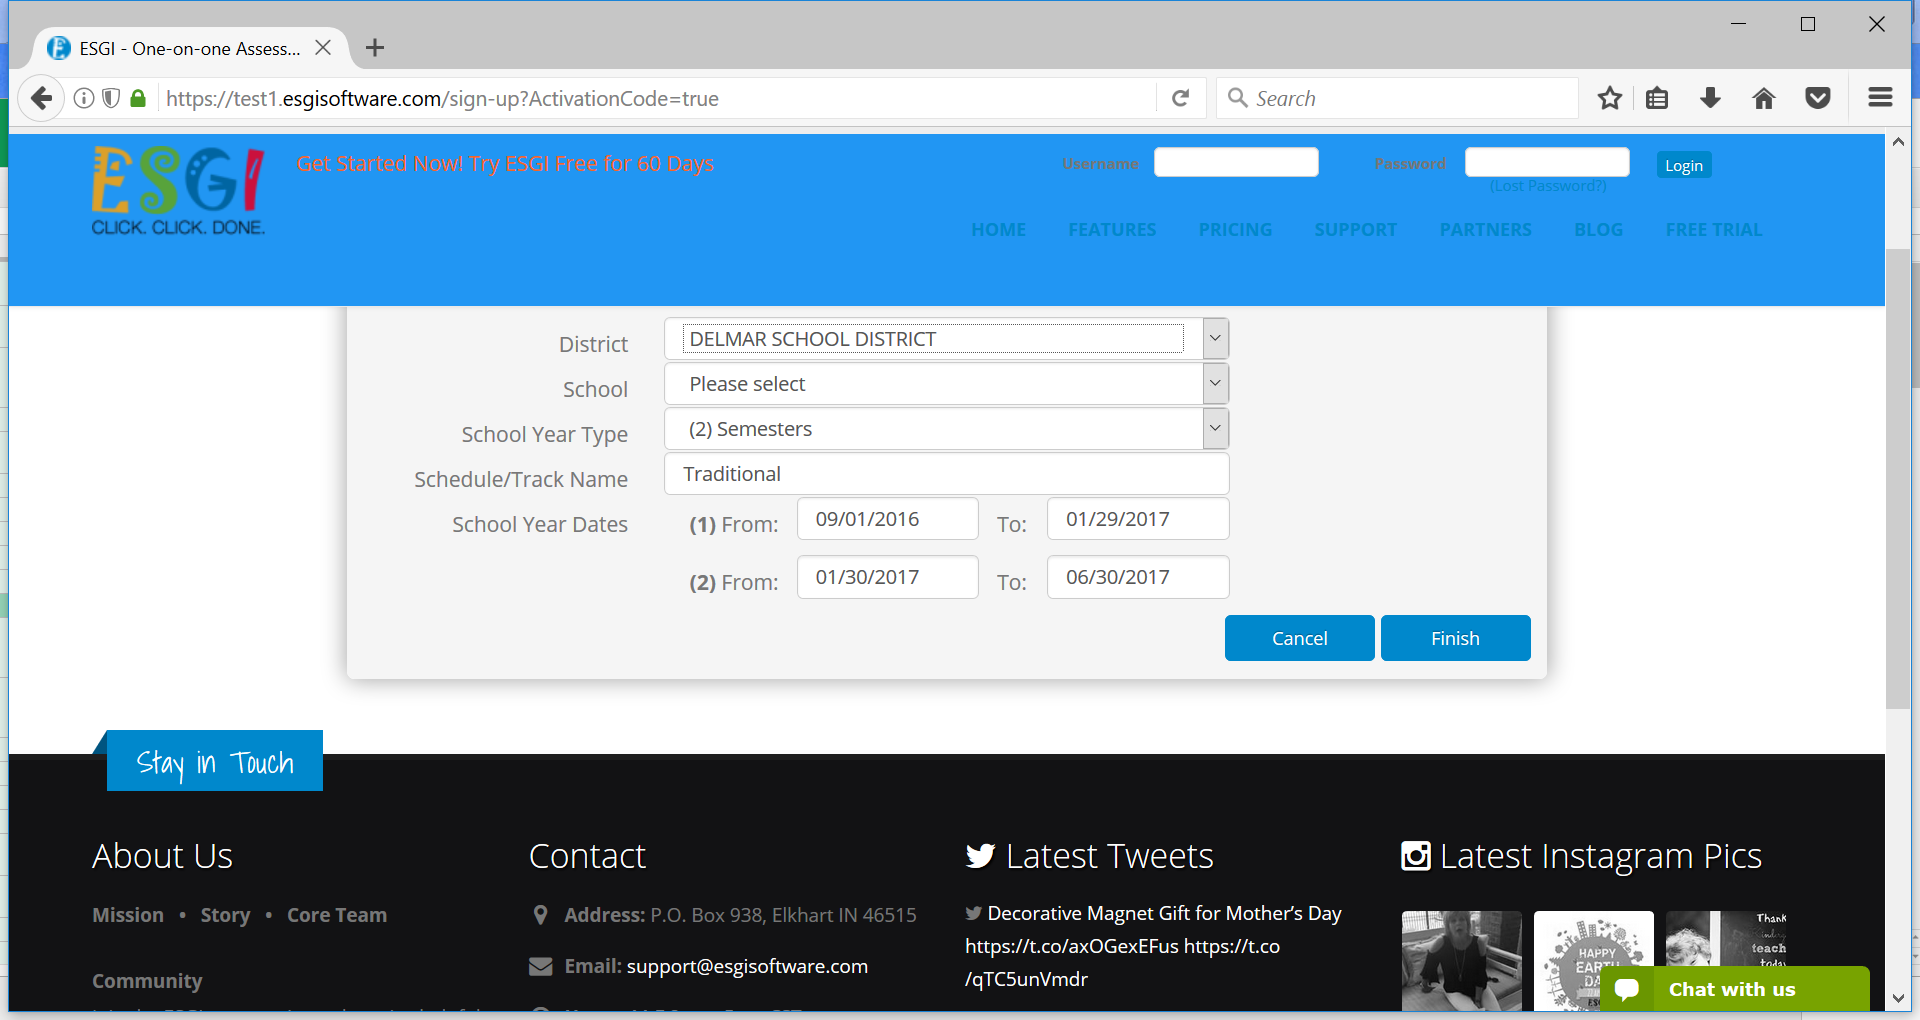 ESGI - One-on-one Assess...
https://test1.esgisoftware.com/sign-up?ActivationCode=true
Search
ESGI
CLICK. CLICK. DONE.
Get Started Now! Try ESGI Free for 60 Days
Username
Password
Login
(Lost Password?)
HOME FEATURES PRICING SUPPORT PARTNERS BLOG FREE TRIAL
District DELMAR SCHOOL DISTRICT
School Please select
School Year Type (2) Semesters
Schedule/Track Name Traditional
School Year Dates (1) From: 09/01/2016 To: 01/29/2017
(2) From: 01/30/2017 To: 06/30/2017
Cancel Finish
Stay in Touch
About Us
Mission • Story • Core Team
Community
Contact
Address: P.O. Box 938, Elkhart IN 46515
Email: support@esgisoftware.com
Latest Tweets
Decorative Magnet Gift for Mother's Day
https://t.co/axOGexEFus https://t.co
/qTC5unVmdr
Latest Instagram Pics
HAPPY
EARTH
Thank
teach
Chat with us